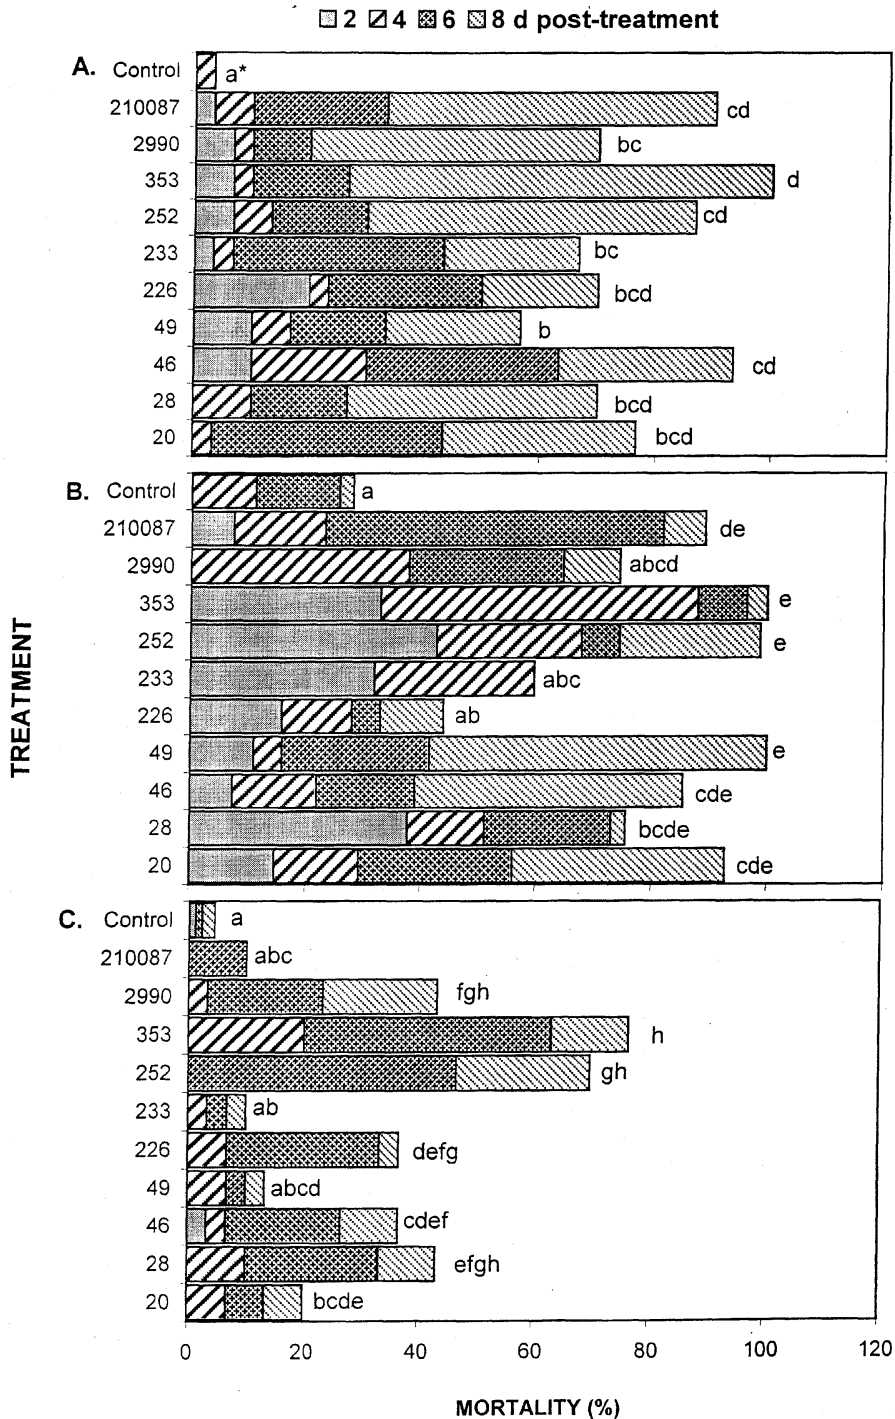 2 4 6 8 d post-treatment
A. Control a*
210087 cd
2990 bc
353 d
252 cd
233 bc
226 bcd
49 b
46 cd
28 bcd
20 bcd
B. Control a
210087 de
2990 abcd
353 e
252 e
233 abc
226 ab
49 e
46 cde
28 bcde
20 cde
TREATMENT
C. Control a
210087 abc
2990 fgh
353 h
252 gh
233 ab
226 defg
49 abcd
46 cdef
28 efgh
20 bcde
0 20 40 60 80 100 120
MORTALITY (%)